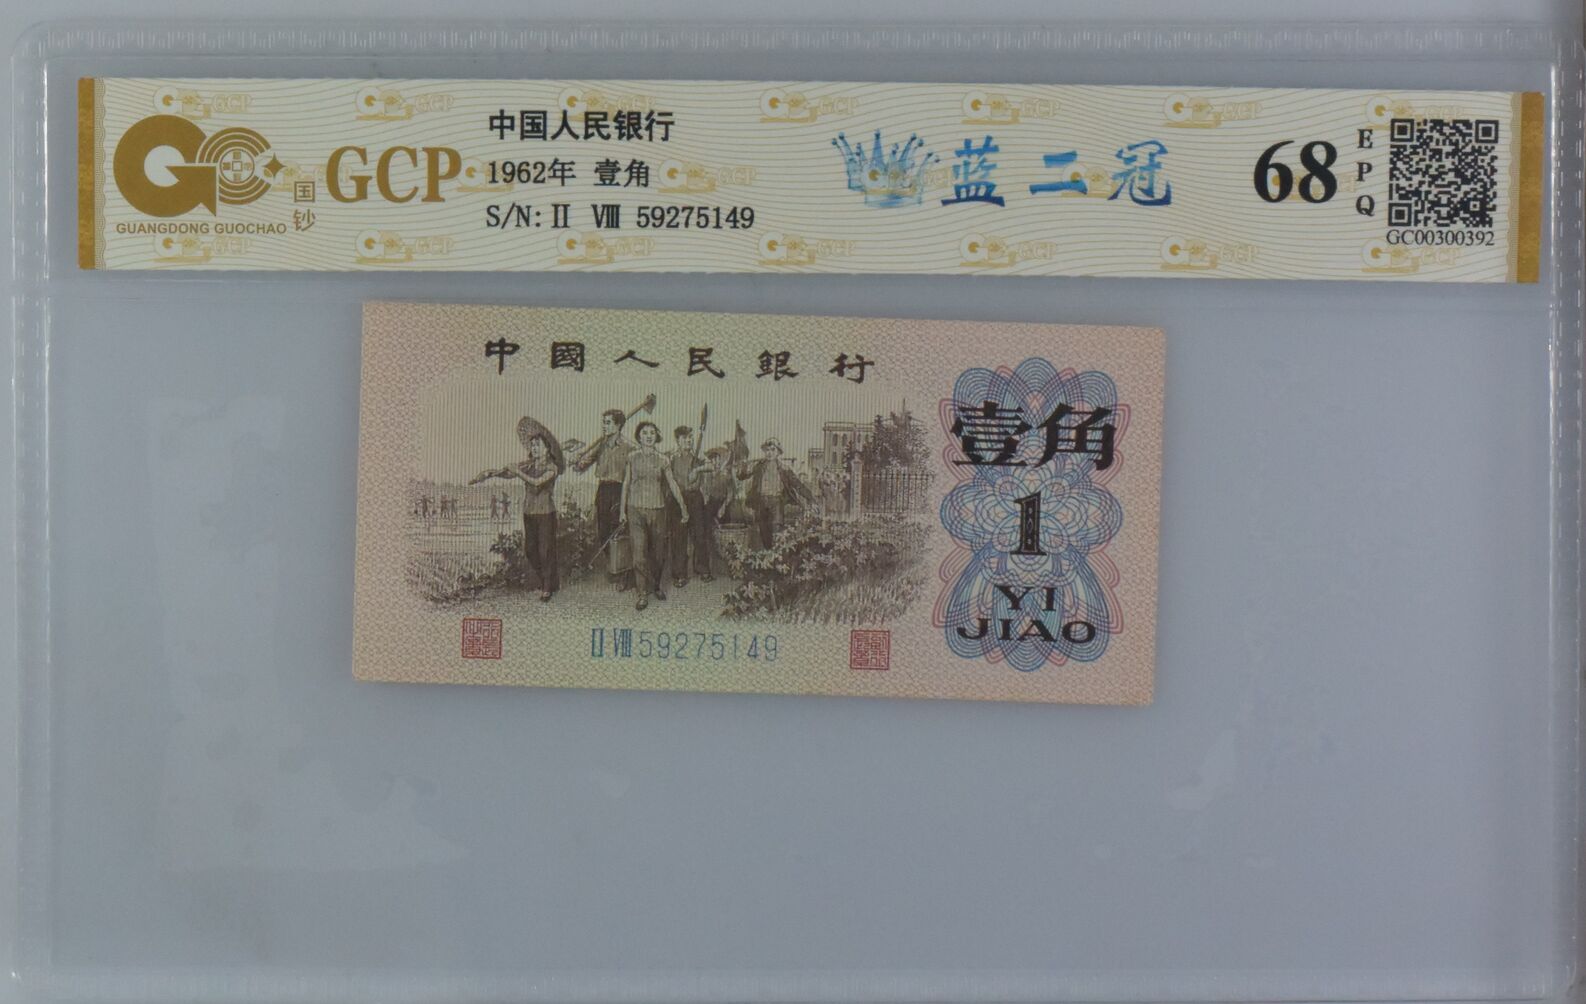 GCP
国钞
GUANGDONG GUOCHAO
中国人民银行
1962年 壹角
S/N: Ⅱ Ⅷ 59275149
蓝二冠
68
EPQ
GC00300392
中國人民銀行
壹角
1
YI
JIAO
Ⅱ Ⅷ 59275149